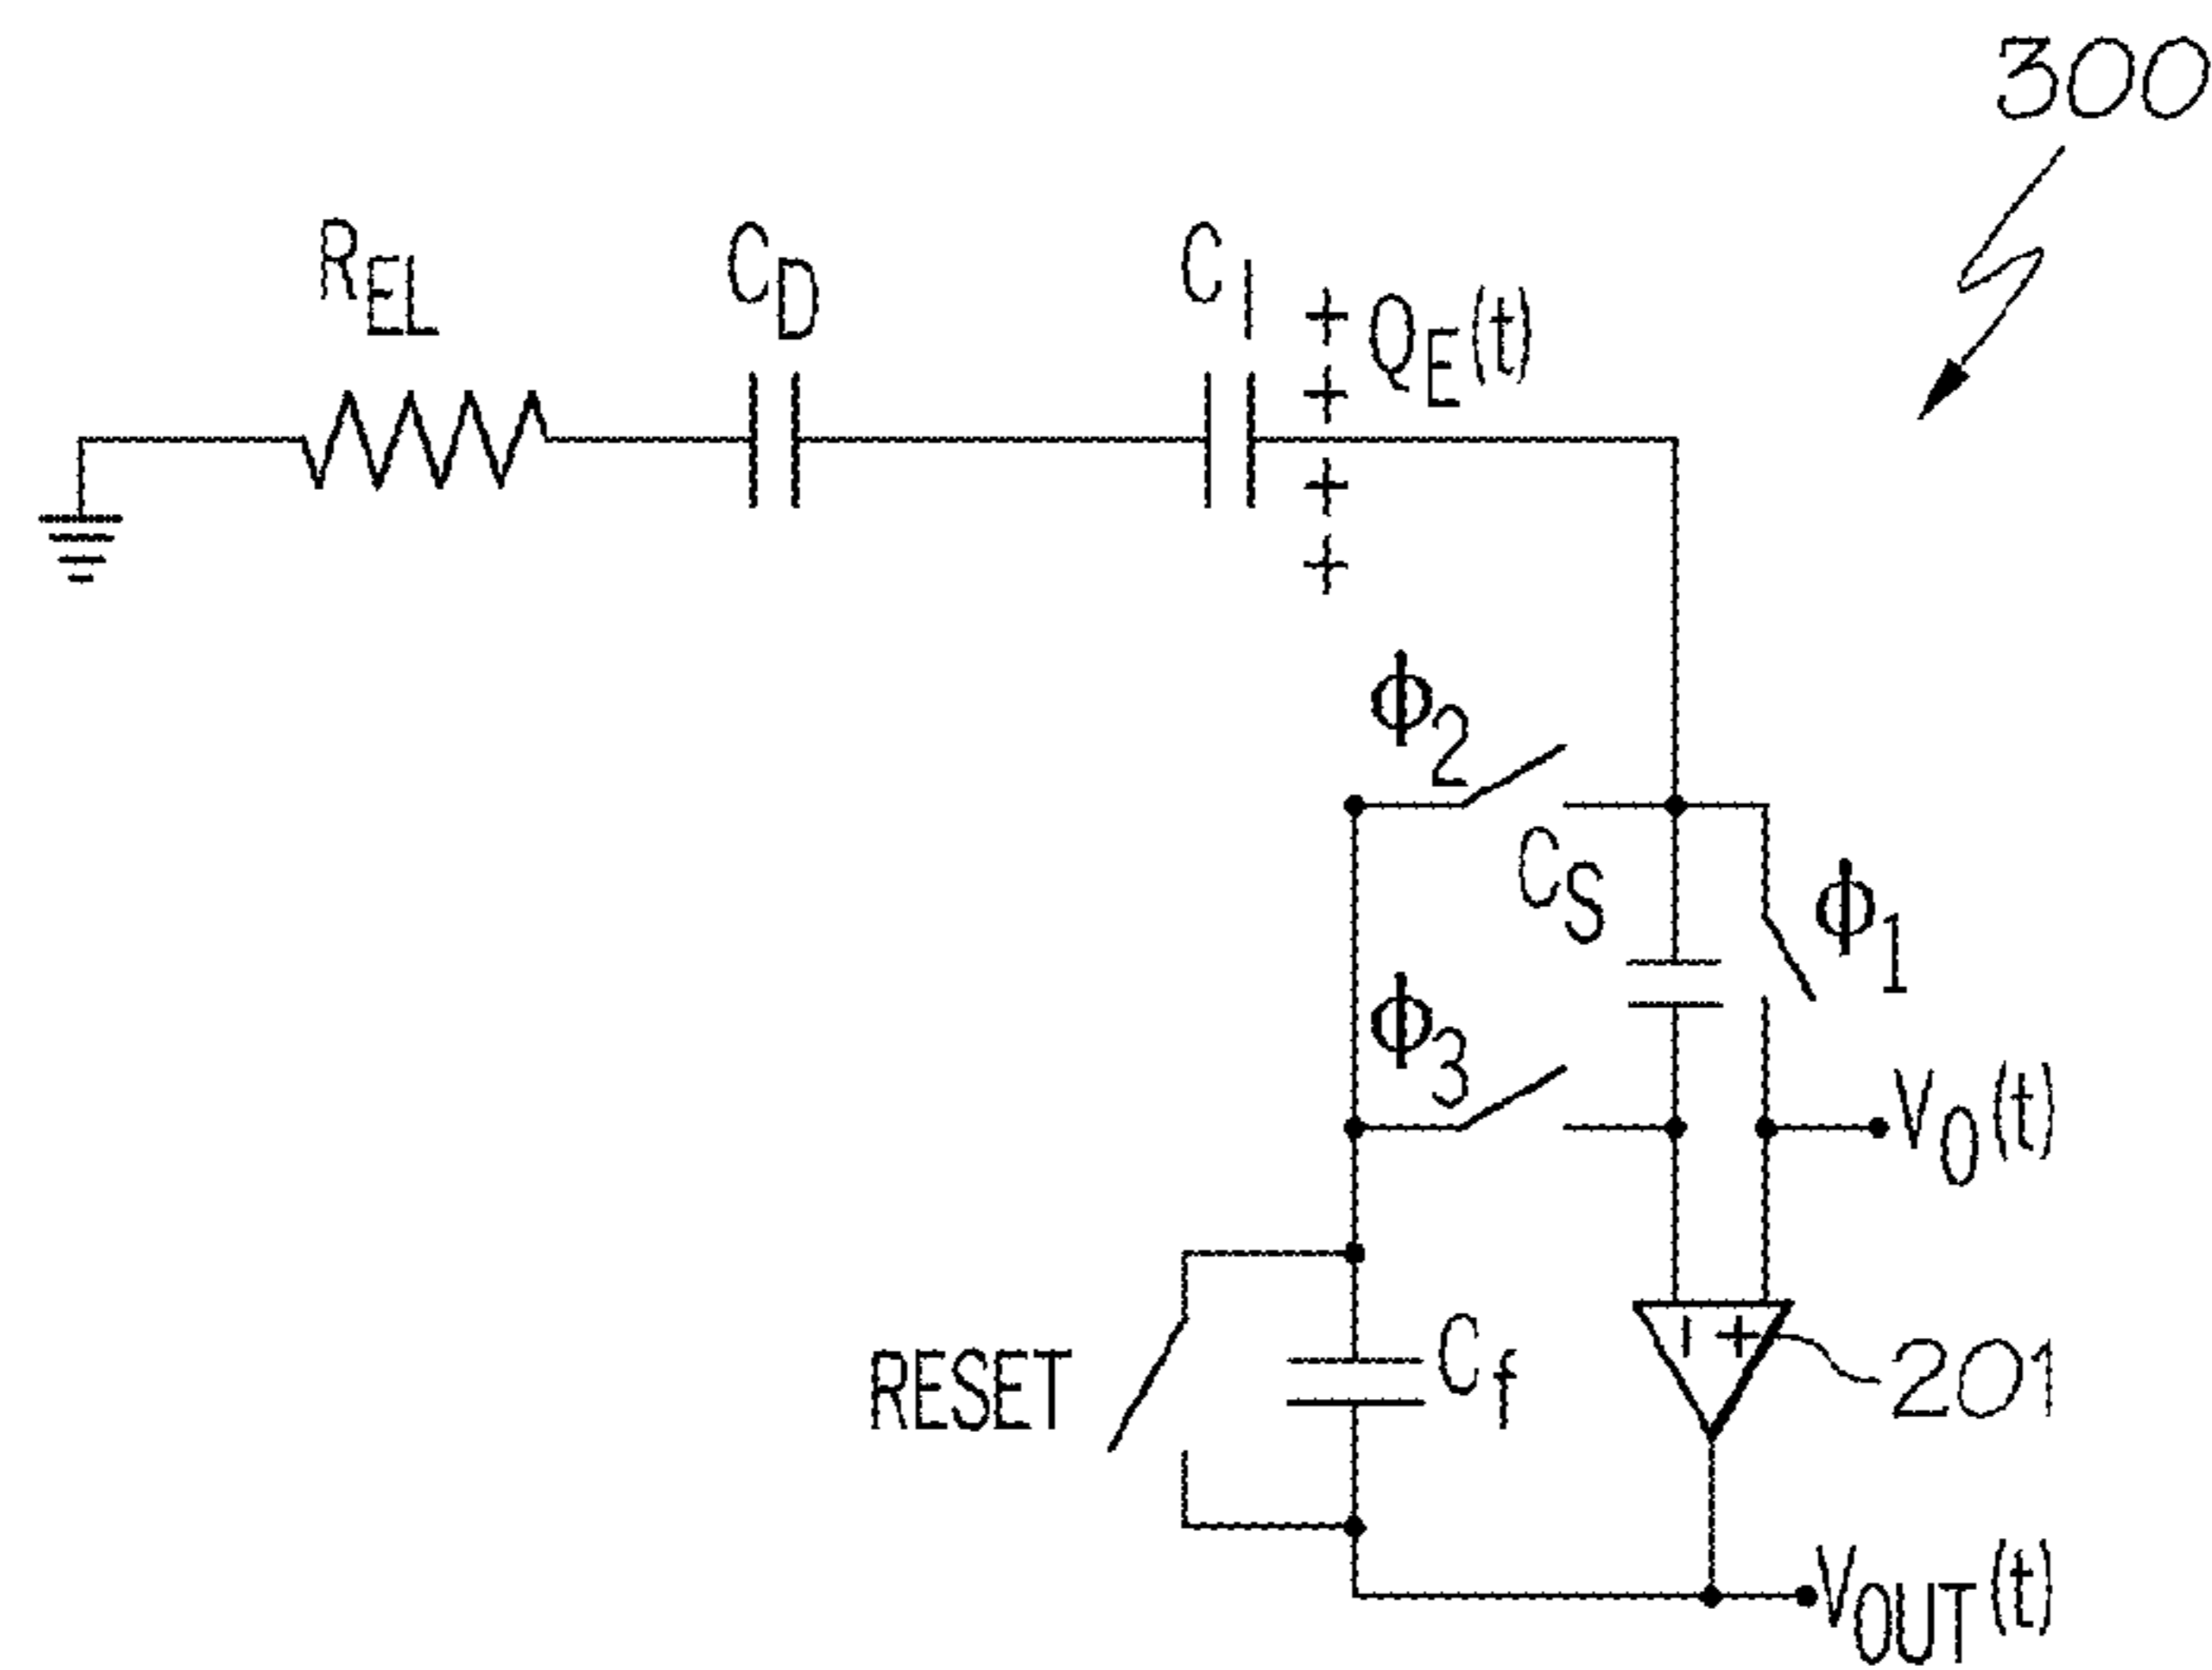 300
R_EL
C_D
C_I
+
+
+
+
Q_E(t)
ϕ_2
C_S
ϕ_1
ϕ_3
V_O(t)
RESET
C_f
- +
201
V_OUT(t)